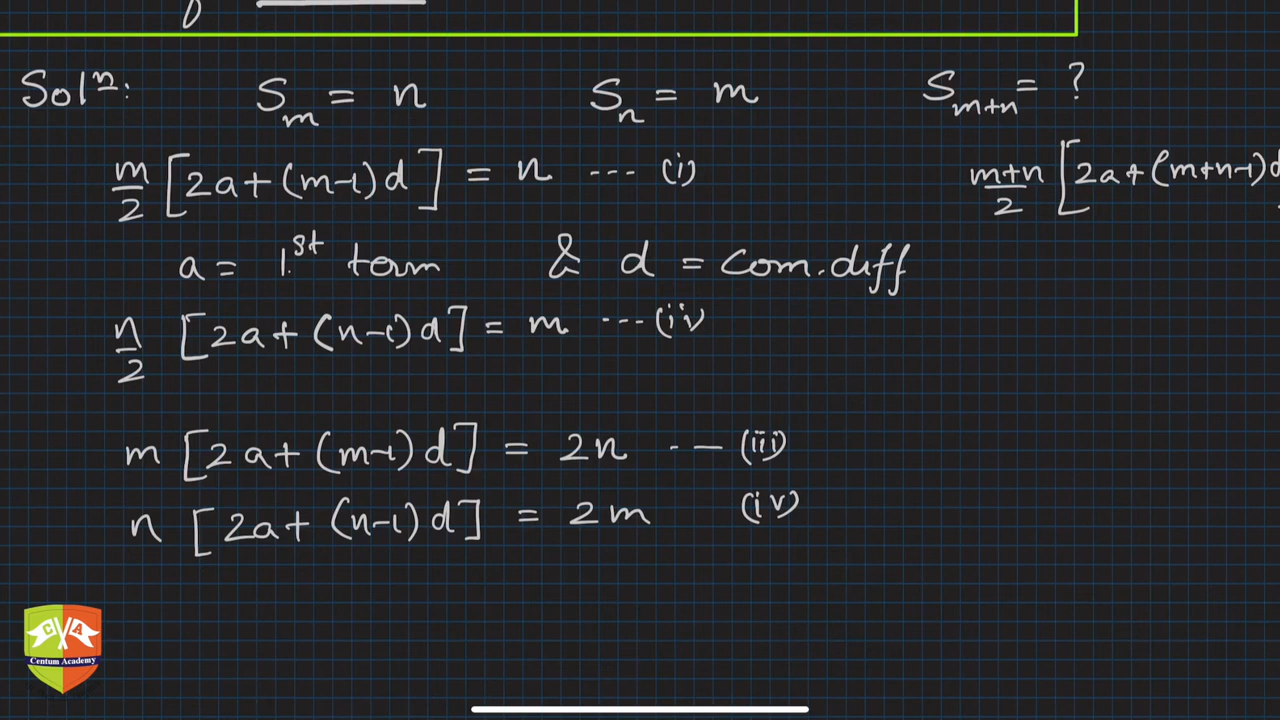 Solⁿ: Sₘ = n Sₙ = m Sₘ₊ₙ = ?
m/2 [2a+(m-1)d] = n --- (i) m+n/2 [2a+(m+n-1)d
a = 1st term & d = com.diff
n/2 [2a+(n-1)d] = m ---(iv)
m [2a+(m-1)d] = 2n -- (iii)
n [2a+(n-1)d] = 2m (iv)
C A
Centum Academy